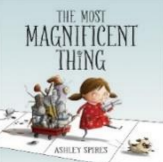 THE MOST
MAGNIFICENT
THING
ASHLEY SPIRES